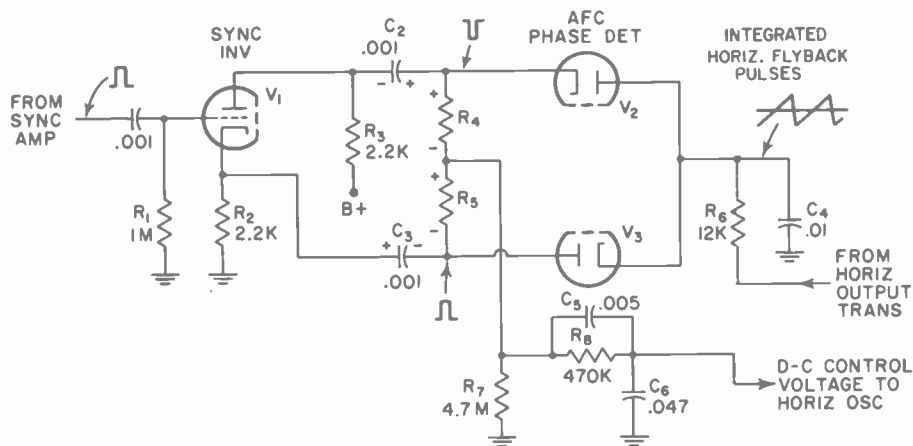 SYNC
INV
C2
.001
AFC
PHASE DET
INTEGRATED
HORIZ. FLYBACK
PULSES
FROM
SYNC
AMP
.001
V1
R1
1M
R2
2.2K
R3
2.2K
B+
C3
.001
- +
+ -
+
R4
-
+
R5
-
V2
V3
R6
12K
C4
.01
FROM
HORIZ
OUTPUT
TRANS
C5 .005
R8
470K
R7
4.7 M
C6
.047
D-C CONTROL
VOLTAGE TO
HORIZ OSC